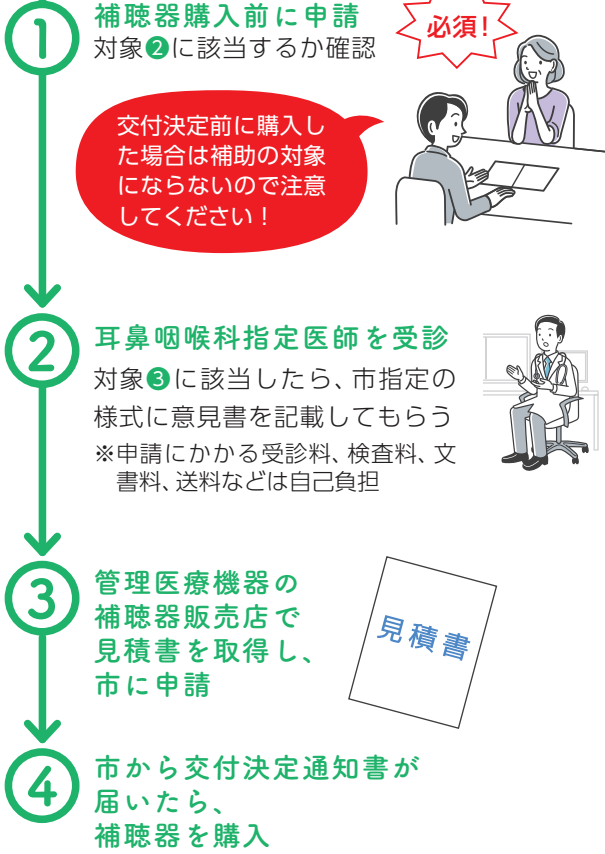 ① 補聴器購入前に申請
対象❷に該当するか確認
必須!
交付決定前に購入し
た場合は補助の対象
にならないので注意
してください！
② 耳鼻咽喉科指定医師を受診
対象❸に該当したら、市指定の
様式に意見書を記載してもらう
※申請にかかる受診料、検査料、文
書料、送料などは自己負担
③ 管理医療機器の
補聴器販売店で
見積書を取得し、
市に申請
見積書
④ 市から交付決定通知書が
届いたら、
補聴器を購入